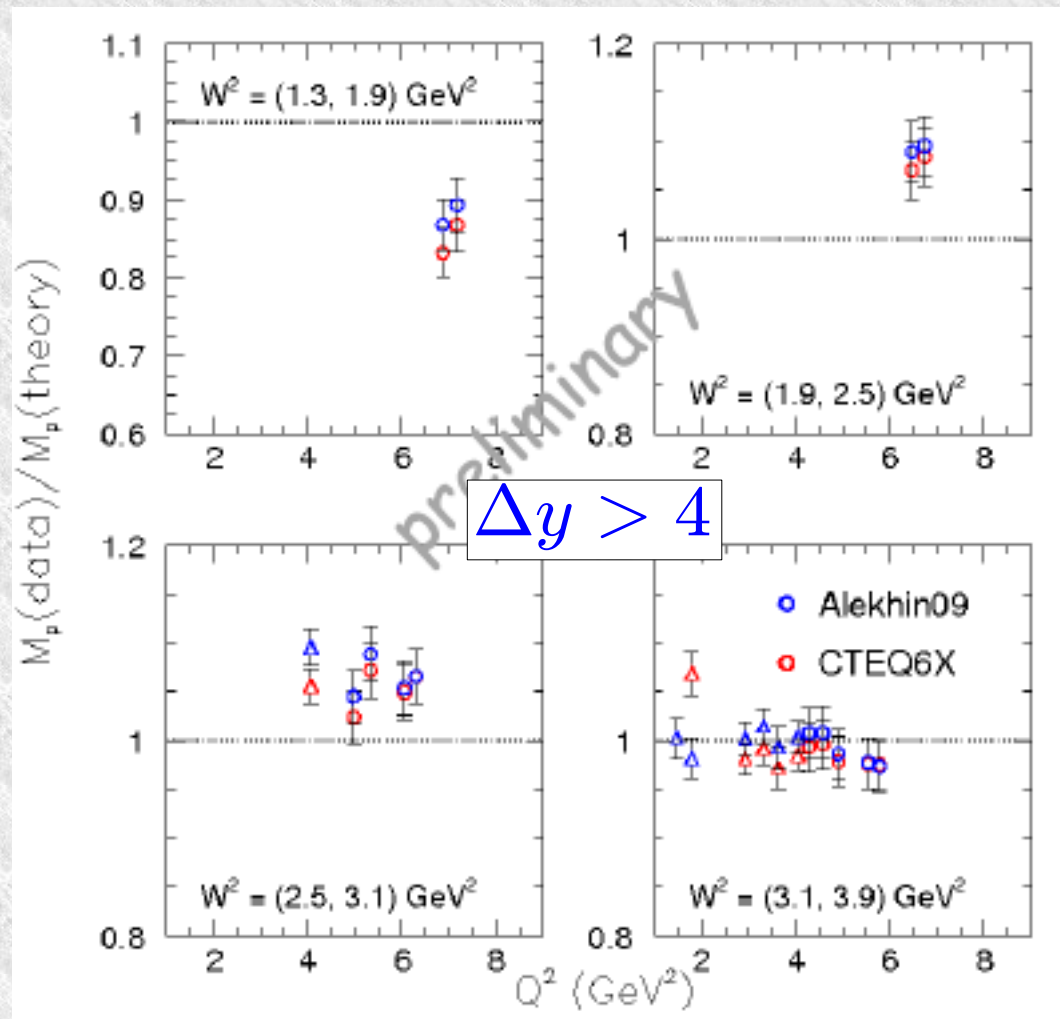 M_p(data)/M_p(theory)
1.1
1
0.9
0.8
0.7
0.6
W² = (1.3, 1.9) GeV²
2 4 6 8
1.2
1
0.8
W² = (1.9, 2.5) GeV²
2 4 6 8
preliminary
Δy > 4
1.2
1
0.8
W² = (2.5, 3.1) GeV²
2 4 6 8
Alekhin09
CTEQ6X
1
0.8
W² = (3.1, 3.9) GeV²
2 4 6 8
Q² (GeV²)